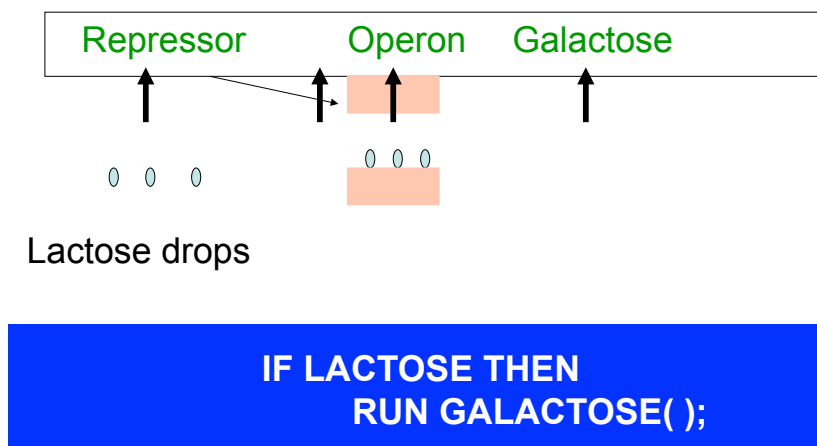 Repressor Operon Galactose
Lactose drops
IF LACTOSE THEN
RUN GALACTOSE( );